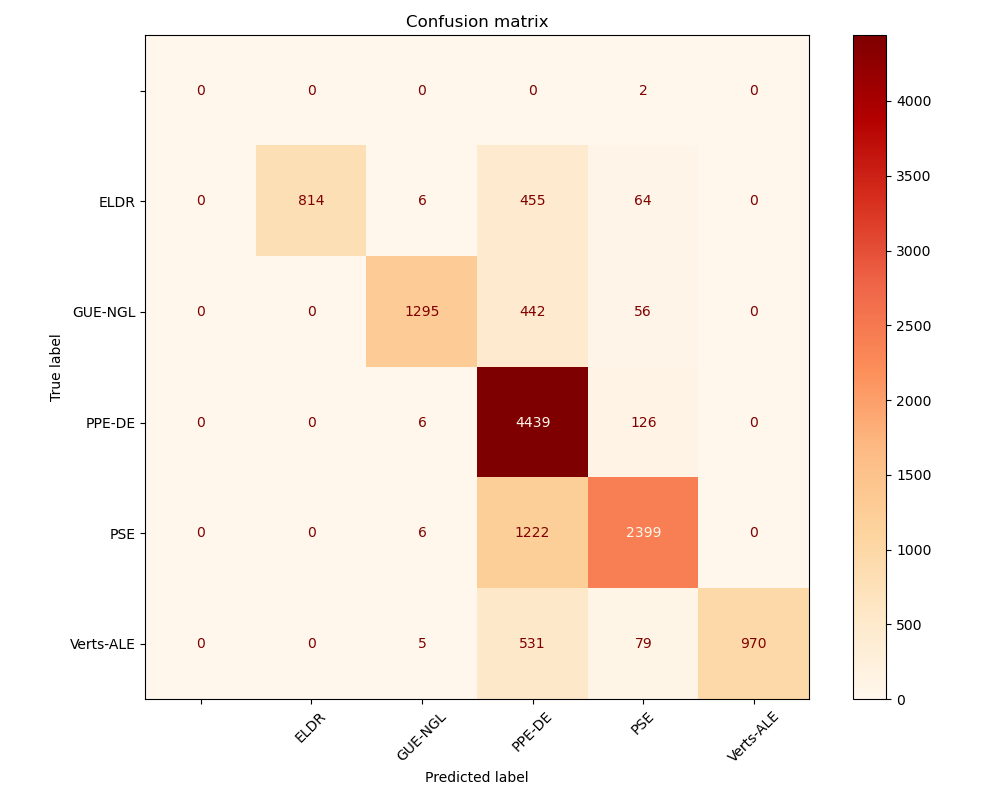 Confusion matrix
0 0 0 0 2 0
ELDR 0 814 6 455 64 0
GUE-NGL 0 0 1295 442 56 0
PPE-DE 0 0 6 4439 126 0
PSE 0 0 6 1222 2399 0
Verts-ALE 0 0 5 531 79 970
ELDR GUE-NGL PPE-DE PSE Verts-ALE
Predicted label
True label
4000
3500
3000
2500
2000
1500
1000
500
0